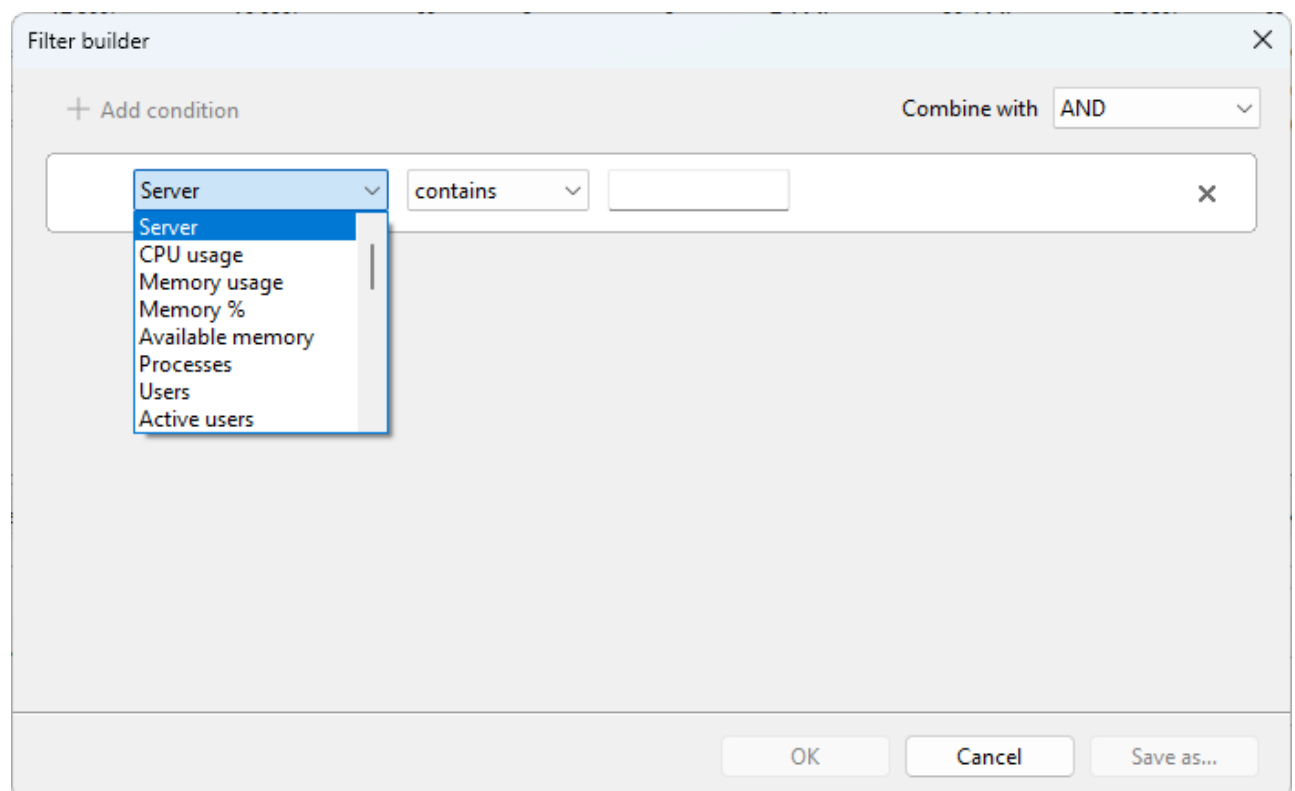 Filter builder
+ Add condition
Combine with AND
Server contains
Server
CPU usage
Memory usage
Memory %
Available memory
Processes
Users
Active users
OK Cancel Save as...